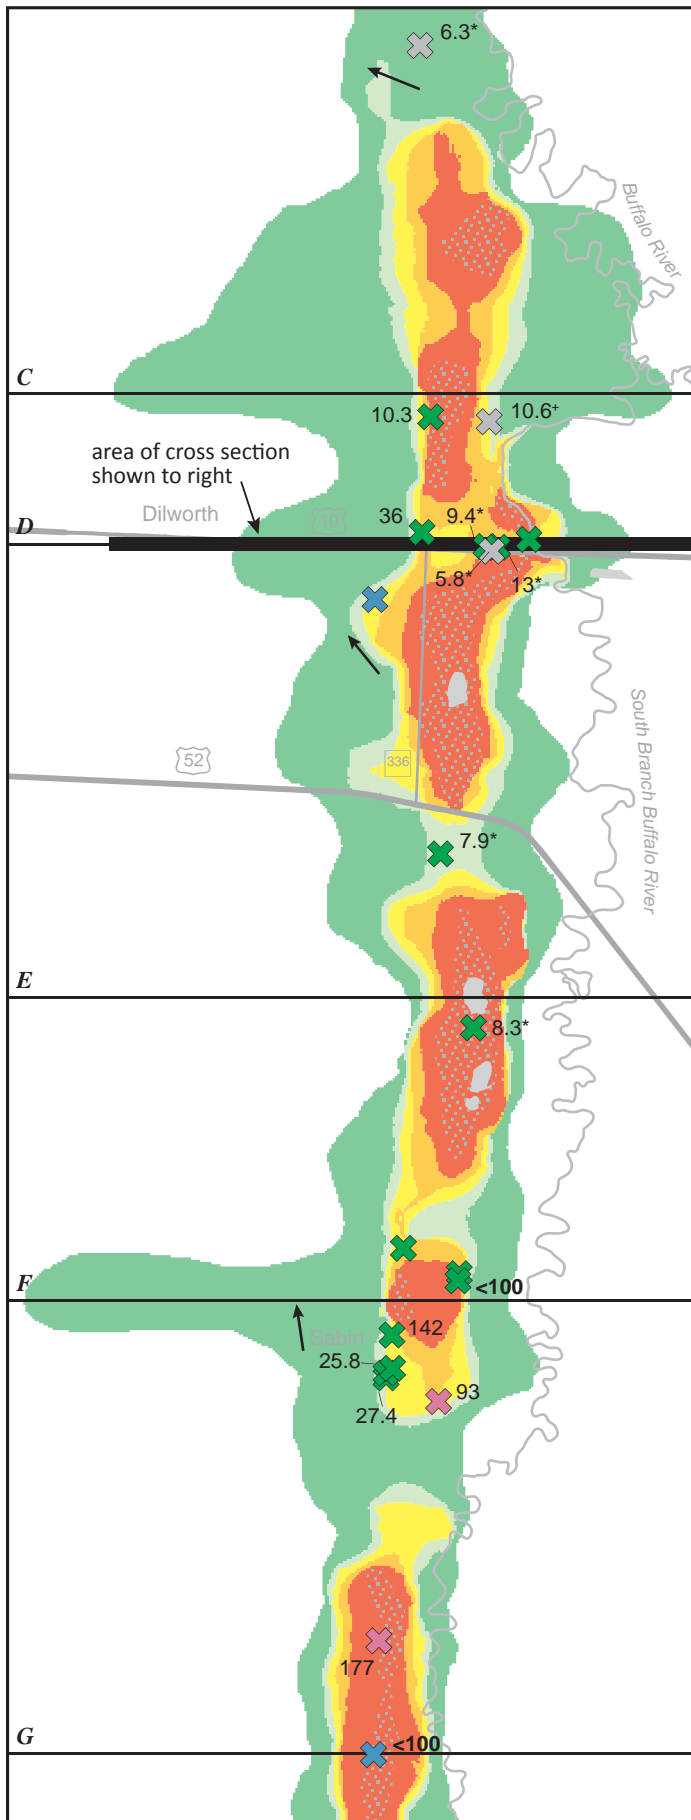 6.3*
Buffalo River
C
10.3
10.6+
area of cross section
shown to right
Dilworth
10
36
9.4*
D
5.8*
13*
South Branch Buffalo River
52
336
7.9*
E
8.3*
F
<100
Sabin
142
25.8
93
27.4
177
G
<100